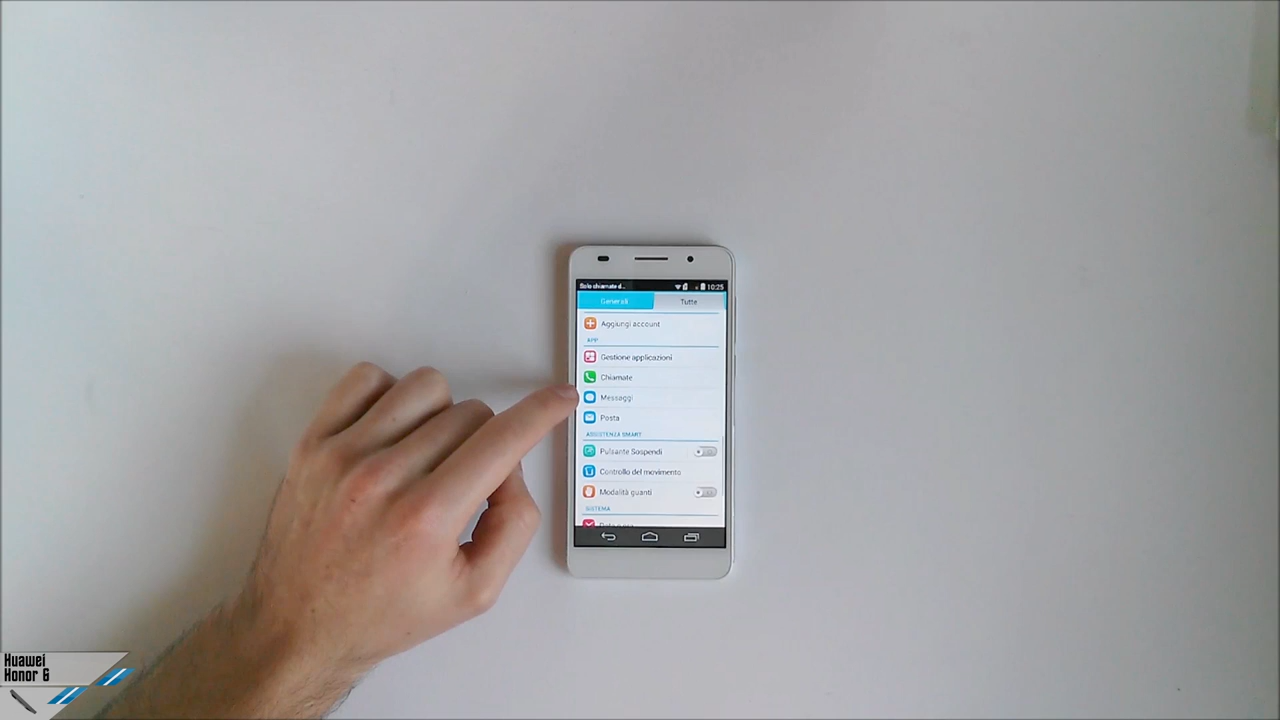 Solo chiamate d...
10:25
Generali
Tutte
Aggiungi account
APP
Gestione applicazioni
Chiamate
Messaggi
Posta
ASSISTENZA SMART
Pulsante Sospendi
Controllo del movimento
Modalità guanti
SISTEMA
Huawei
Honor 6